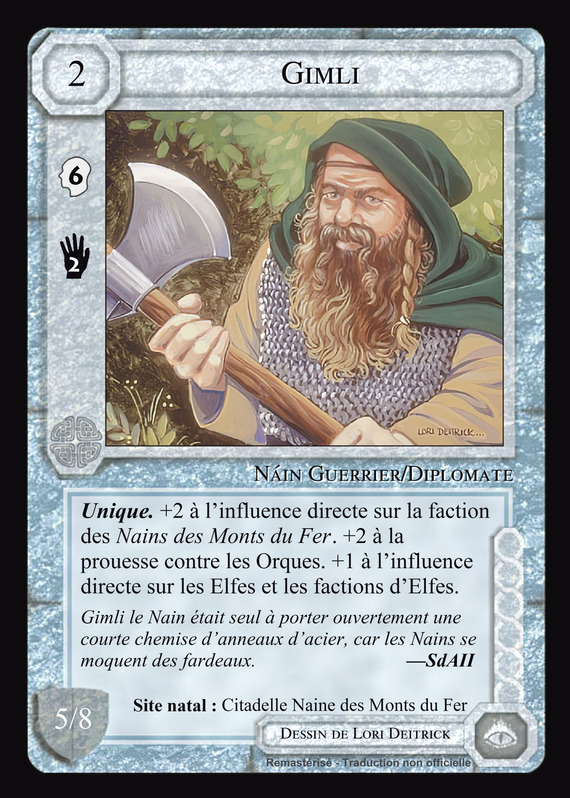 2
GIMLI
6
2
LORI DEITRICK...
NÁIN GUERRIER/DIPLOMATE
Unique. +2 à l'influence directe sur la faction
des Nains des Monts du Fer. +2 à la
prouesse contre les Orques. +1 à l'influence
directe sur les Elfes et les factions d'Elfes.
Gimli le Nain était seul à porter ouvertement une
courte chemise d'anneaux d'acier, car les Nains se
moquent des fardeaux. —SdAII
Site natal : Citadelle Naine des Monts du Fer
5/8
DESSIN DE LORI DEITRICK
Remastérisé - Traduction non officielle